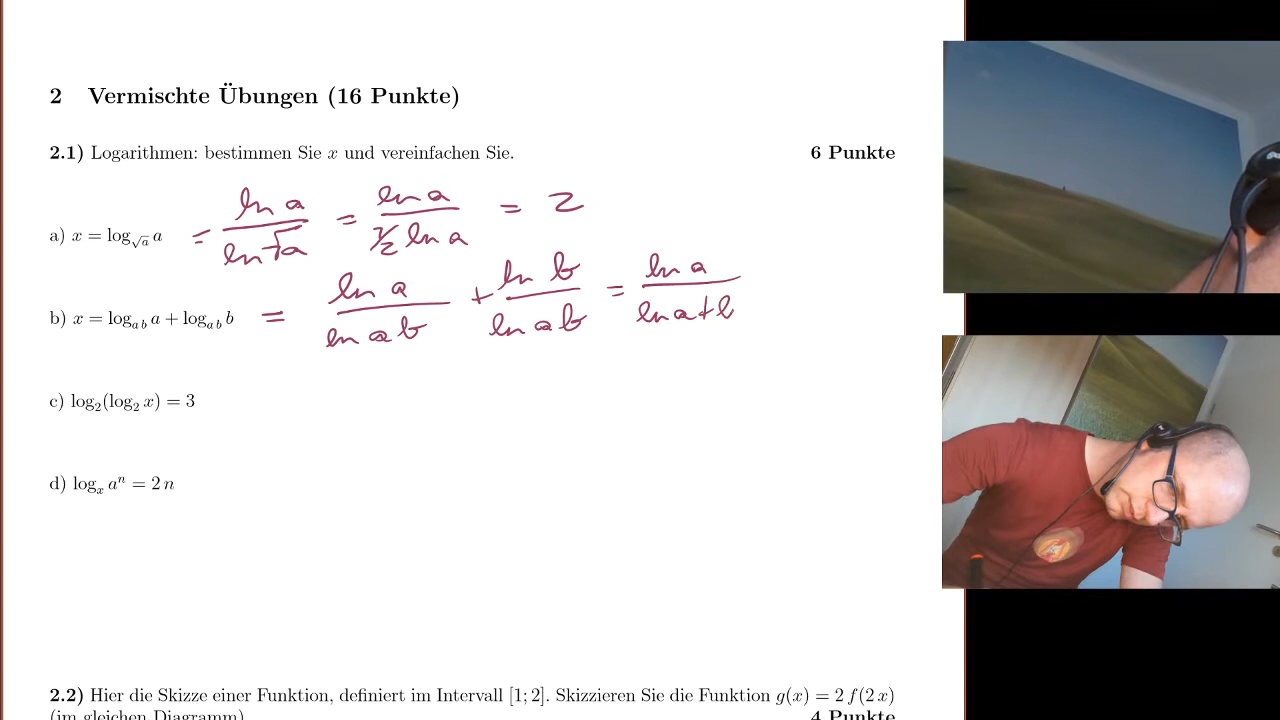 2 Vermischte Übungen (16 Punkte)
2.1) Logarithmen: bestimmen Sie x und vereinfachen Sie. 6 Punkte
a) x = log_{√a} a = ln a / ln √a = ln a / (1/2 ln a) = 2
b) x = log_{a b} a + log_{a b} b = ln a / ln ab + ln b / ln ab = ln a / ln a + l
c) log₂(log₂ x) = 3
d) log_x aⁿ = 2 n
2.2) Hier die Skizze einer Funktion, definiert im Intervall [1; 2]. Skizzieren Sie die Funktion g(x) = 2 f(2 x)
(im gleichen Diagramm). 4 Punkte